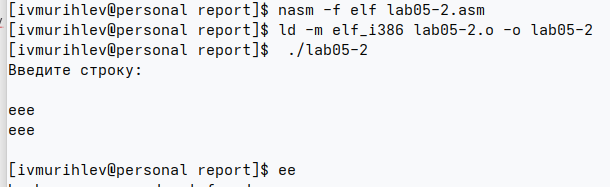 [ivmurihlev@personal report]$ nasm -f elf lab05-2.asm
[ivmurihlev@personal report]$ ld -m elf_i386 lab05-2.o -o lab05-2
[ivmurihlev@personal report]$  ./lab05-2
Введите строку:
eee
eee
[ivmurihlev@personal report]$ ee